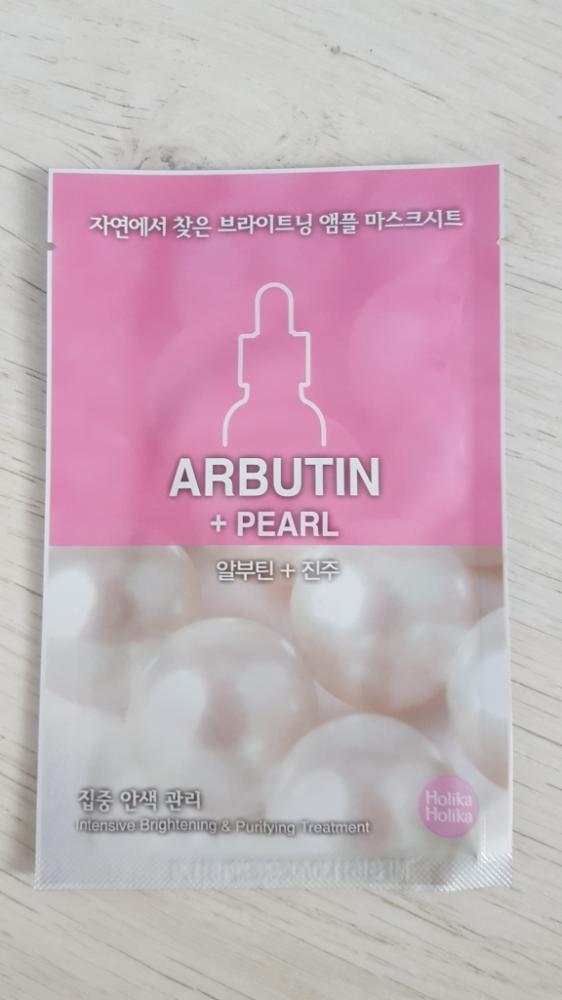 자연에서 찾은 브라이트닝 앰플 마스크시트
ARBUTIN
+ PEARL
알부틴 + 진주
집중 안색 관리
Intensive Brightening & Purifying Treatment
Holika
Holika